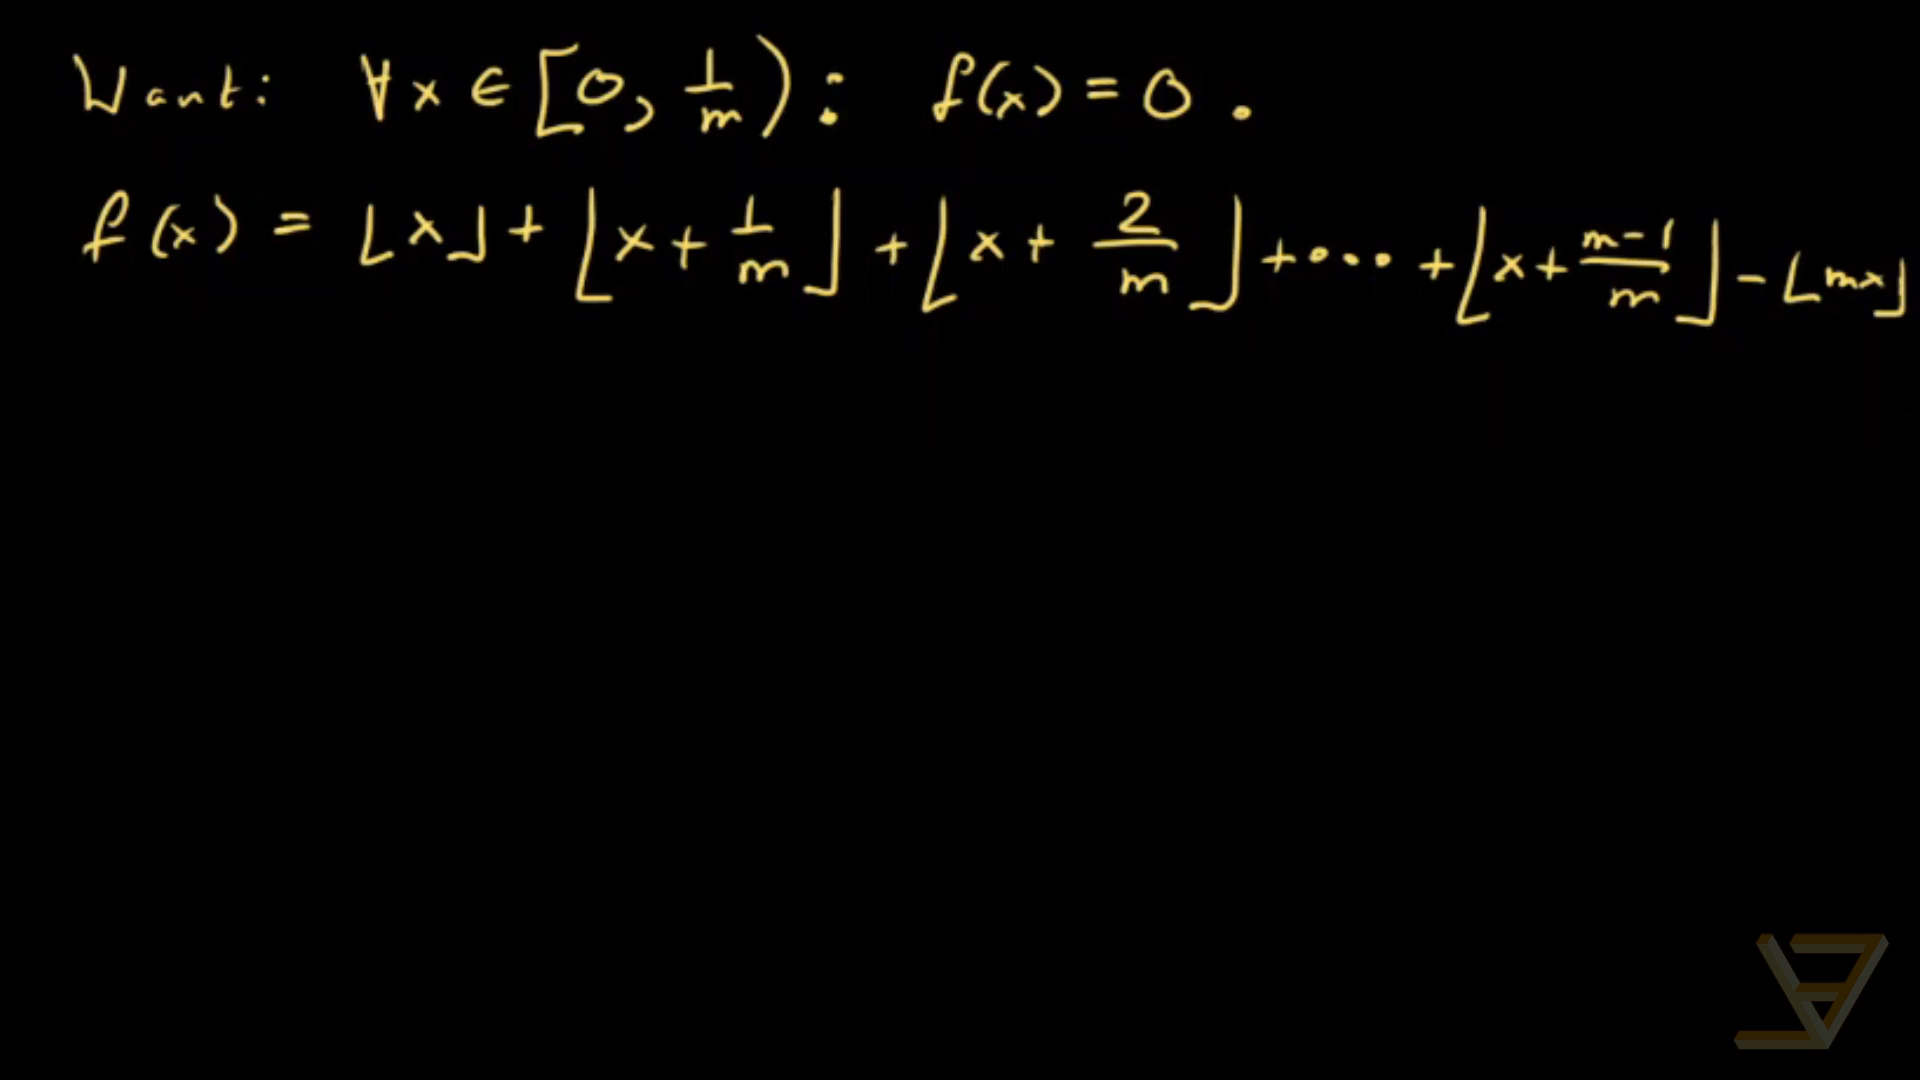 Want: ∀x ∈ [0, 1/m): f(x) = 0.
f(x) = ⌊x⌋ + ⌊x + 1/m⌋ + ⌊x + 2/m⌋ + ... + ⌊x + (m-1)/m⌋ - ⌊mx⌋